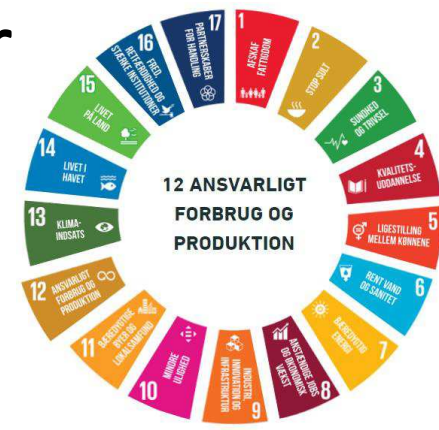 r
17
PARTNERSKABER
FOR HANDLING
1
AFSKAF
FATTIGDOM
2
STOP SULT
3
SUNDHED
OG TRIVSEL
4
KVALITETS-
UDDANNELSE
5
LIGESTILLING
MELLEM KØNNENE
6
RENT VAND
OG SANITET
7
BÆREDYGTIG
ENERGI
8
ANSTÆNDIGE JOBS
OG ØKONOMISK
VÆKST
9
INDUSTRI,
INNOVATION OG
INFRASTRUKTUR
10
MINDRE
ULIGHED
11
BÆREDYGTIGE
BYER OG
LOKALSAMFUND
12
ANSVARLIGT
FORBRUG OG
PRODUKTION
13
KLIMA-
INDSATS
14
LIVET I
HAVET
15
LIVET
PÅ LAND
16
FRED,
RETFÆRDIGHED OG
STÆRKE INSTITUTIONER
12 ANSVARLIGT
FORBRUG OG
PRODUKTION